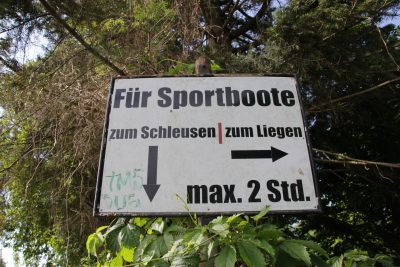 Für Sportboote
zum Schleusen | zum Liegen
max. 2 Std.